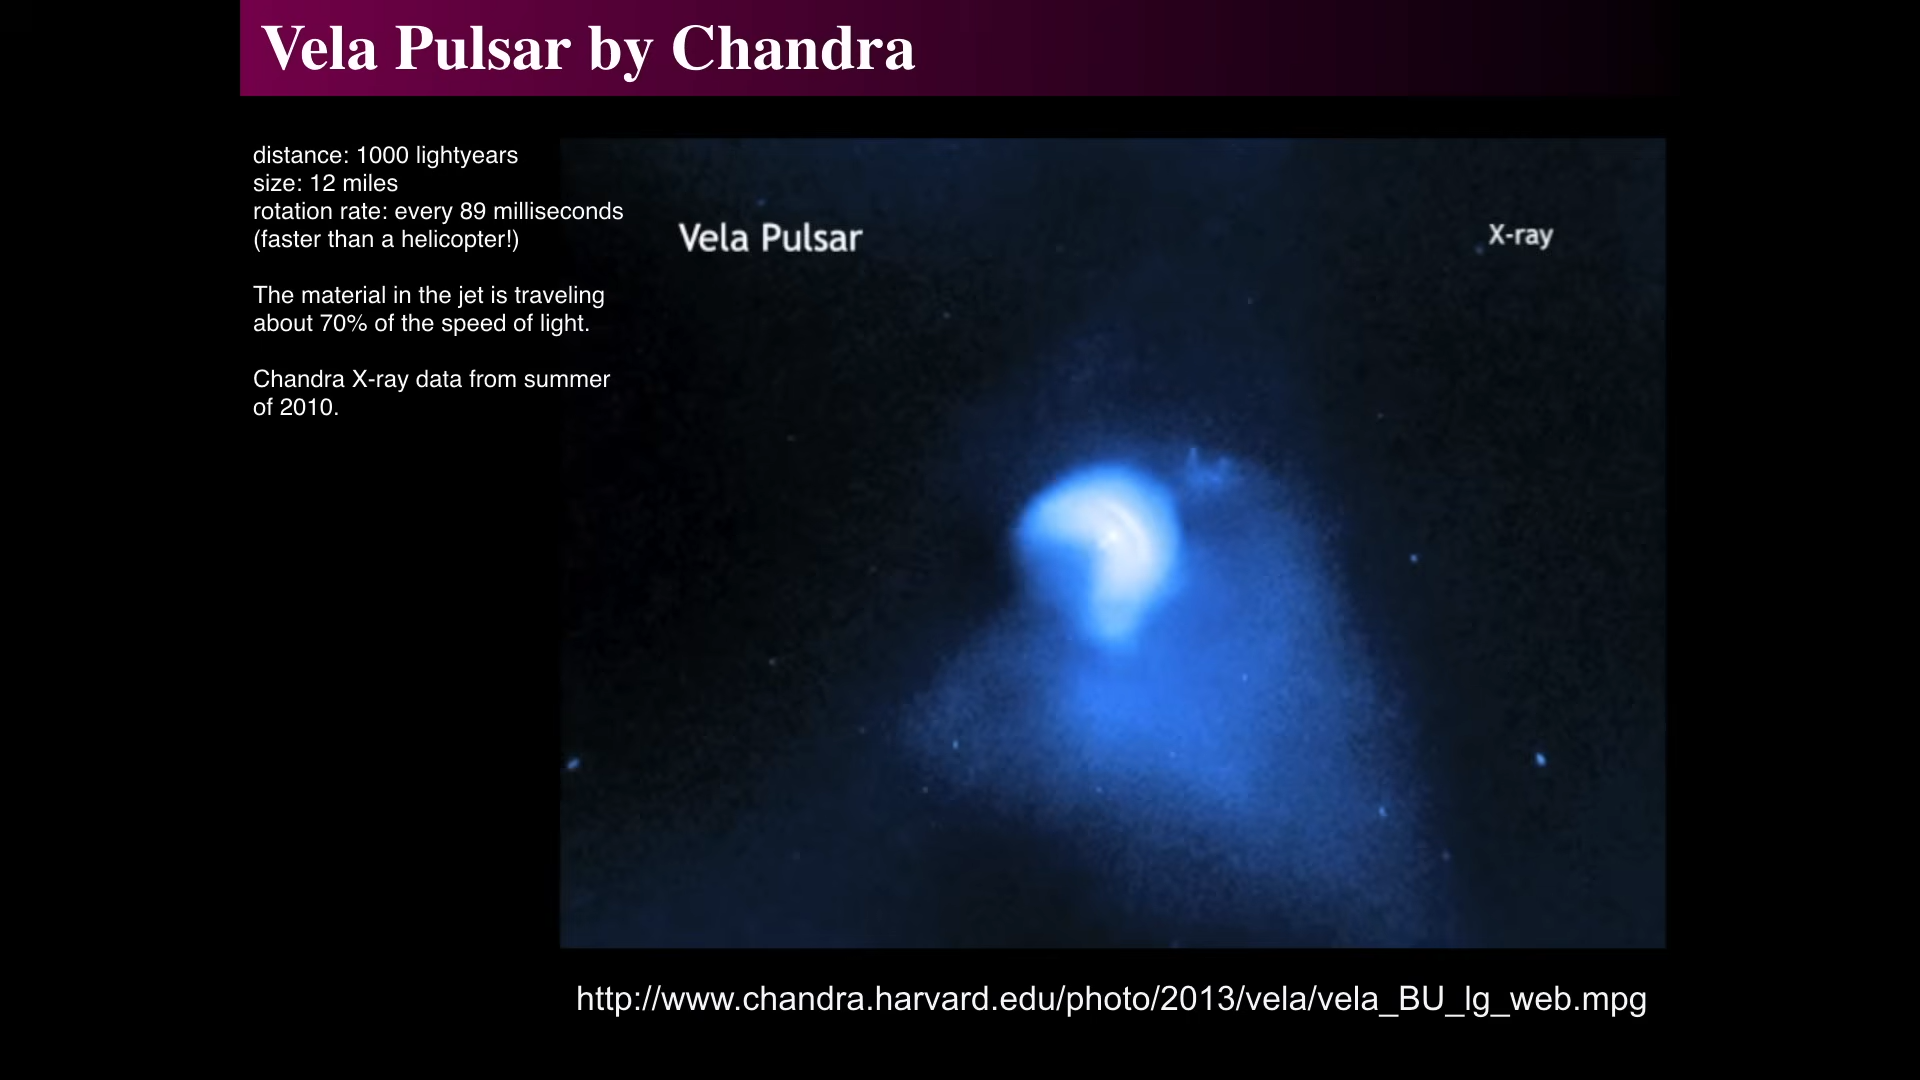 Vela Pulsar by Chandra
distance: 1000 lightyears
size: 12 miles
rotation rate: every 89 milliseconds
(faster than a helicopter!)
The material in the jet is traveling
about 70% of the speed of light.
Chandra X-ray data from summer
of 2010.
Vela Pulsar
X-ray
http://www.chandra.harvard.edu/photo/2013/vela/vela_BU_lg_web.mpg